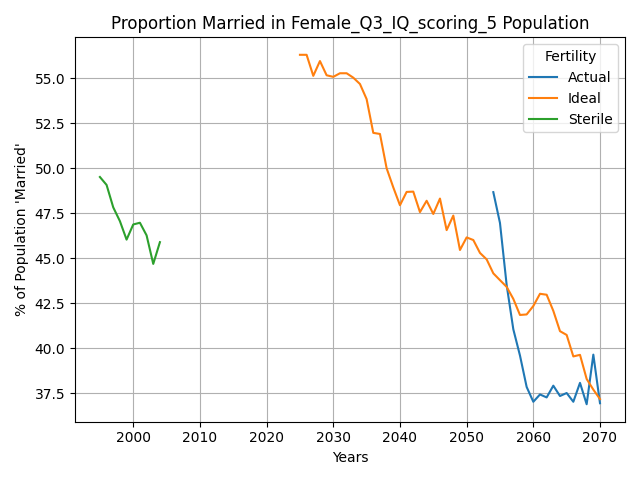 Proportion Married in Female_Q3_IQ_scoring_5 Population
% of Population 'Married'
55.0
52.5
50.0
47.5
45.0
42.5
40.0
37.5
Fertility
Actual
Ideal
Sterile
2000 2010 2020 2030 2040 2050 2060 2070
Years